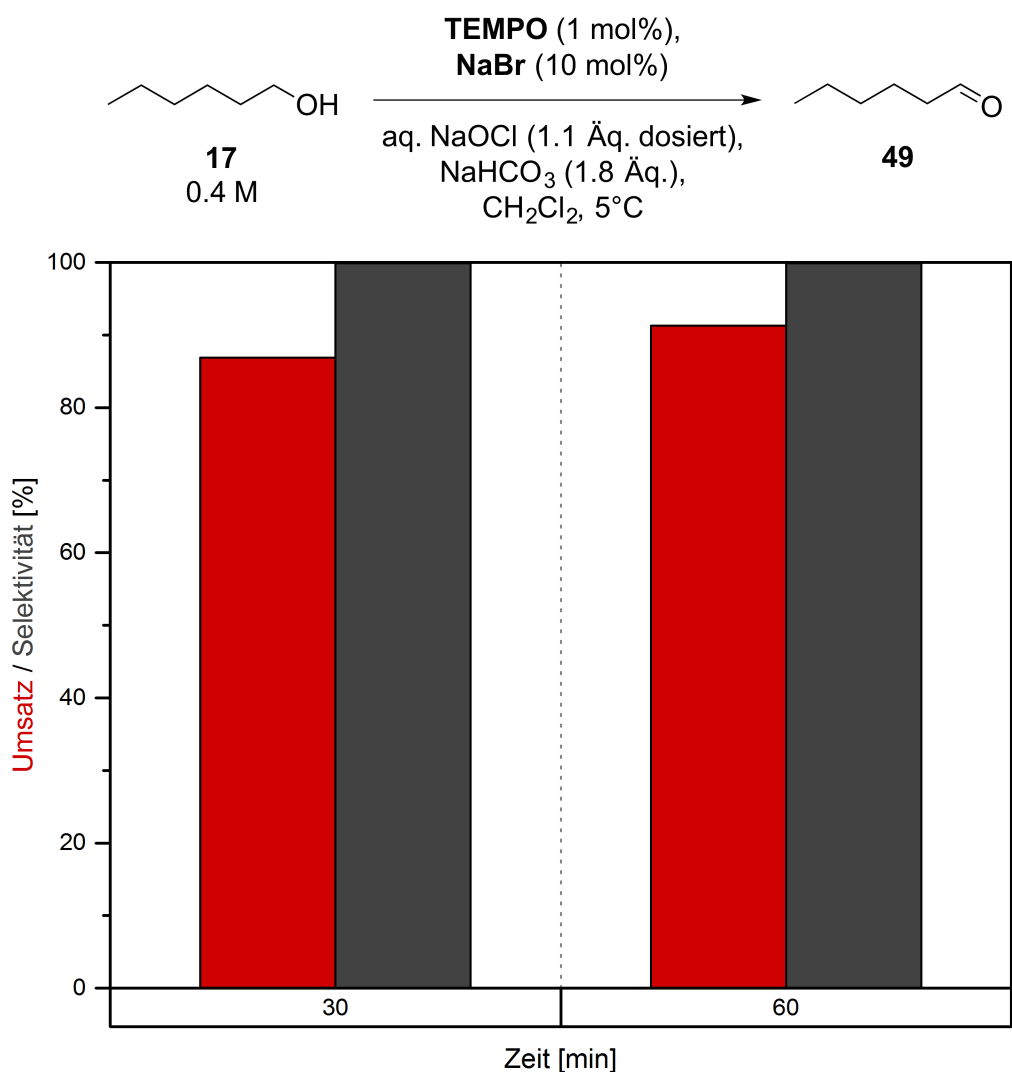 TEMPO (1 mol%),
NaBr (10 mol%)
OH
O
aq. NaOCl (1.1 Äq. dosiert),
NaHCO₃ (1.8 Äq.),
CH₂Cl₂, 5°C
17
0.4 M
49
100
80
60
40
20
0
Umsatz / Selektivität [%]
30
60
Zeit [min]